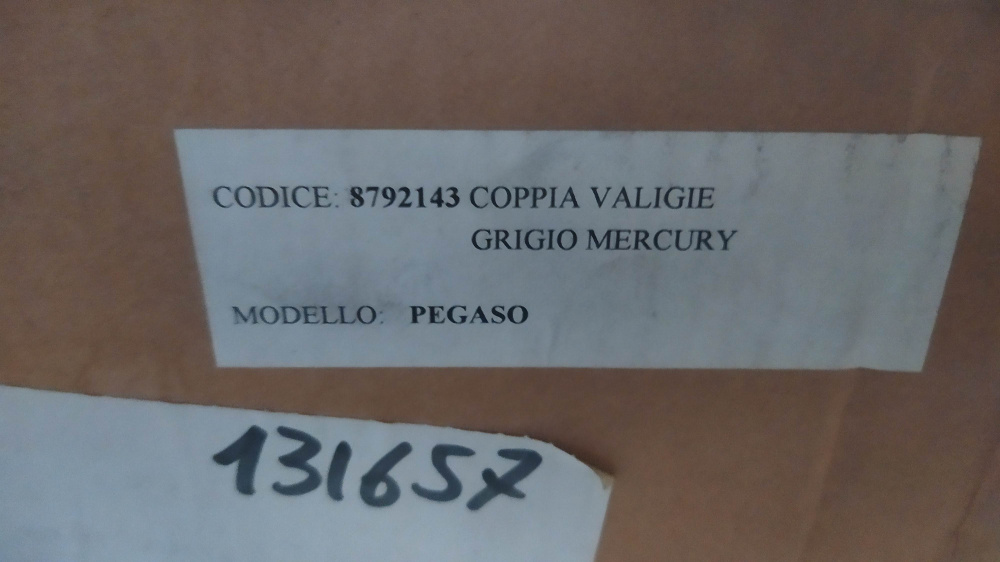 CODICE: 8792143 COPPIA VALIGIE
GRIGIO MERCURY
MODELLO: PEGASO
131657